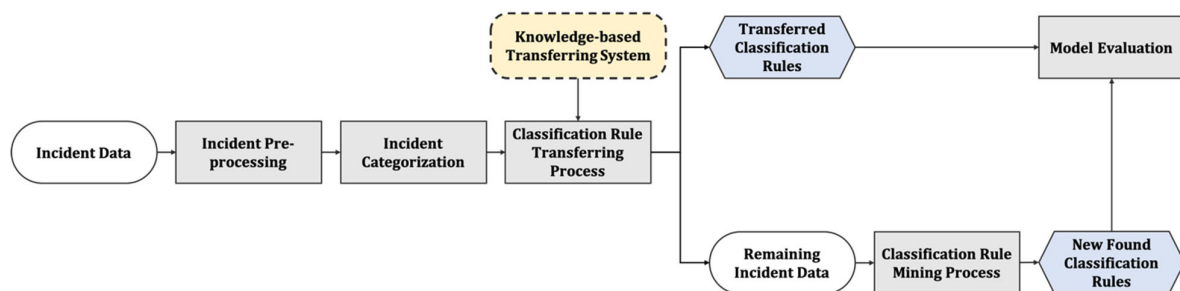 Knowledge-based
Transferring System
Transferred
Classification
Rules
Model Evaluation
Incident Data
Incident Pre-
processing
Incident
Categorization
Classification Rule
Transferring
Process
Remaining
Incident Data
Classification Rule
Mining Process
New Found
Classification
Rules